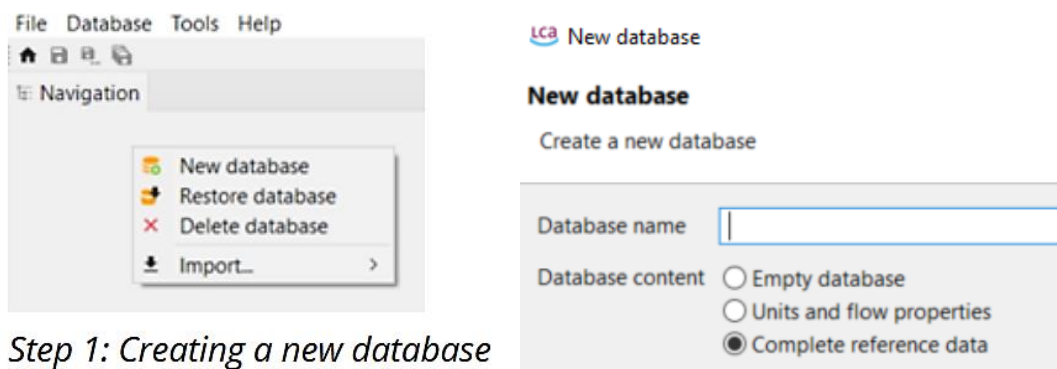 File Database Tools Help
Navigation
New database
Restore database
Delete database
Import...
Step 1: Creating a new database
LCA New database
New database
Create a new database
Database name
Database content Empty database
Units and flow properties
Complete reference data